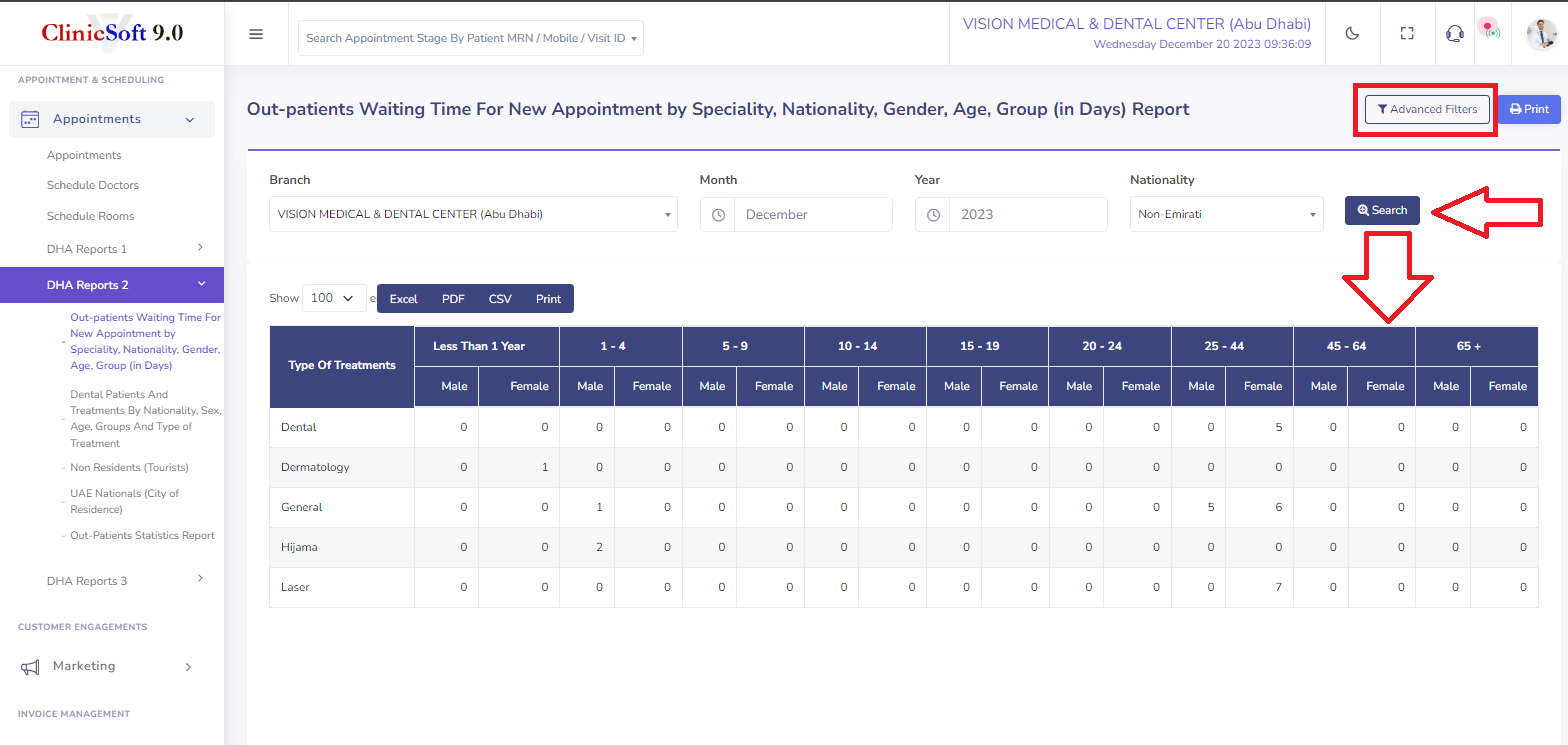 ClinicSoft 9.0
Search Appointment Stage By Patient MRN / Mobile / Visit ID
VISION MEDICAL & DENTAL CENTER (Abu Dhabi)
Wednesday December 20 2023 09:36:09
APPOINTMENT & SCHEDULING
Appointments
Appointments
Schedule Doctors
Schedule Rooms
DHA Reports 1
DHA Reports 2
- Out-patients Waiting Time For
New Appointment by
Speciality, Nationality, Gender,
Age, Group (in Days)
- Dental Patients And
Treatments By Nationality, Sex,
Age, Groups And Type of
Treatment
- Non Residents (Tourists)
- UAE Nationals (City of
Residence)
- Out-Patients Statistics Report
DHA Reports 3
CUSTOMER ENGAGEMENTS
Marketing
INVOICE MANAGEMENT
Out-patients Waiting Time For New Appointment by Speciality, Nationality, Gender, Age, Group (in Days) Report
Advanced Filters
Print
Branch Month Year Nationality
VISION MEDICAL & DENTAL CENTER (Abu Dhabi) December 2023 Non-Emirati Search
Show 100 e Excel PDF CSV Print
Type Of Treatments Less Than 1 Year 1 - 4 5 - 9 10 - 14 15 - 19 20 - 24 25 - 44 45 - 64 65 +
Male Female Male Female Male Female Male Female Male Female Male Female Male Female Male Female Male Female
Dental 0 0 0 0 0 0 0 0 0 0 0 0 0 5 0 0 0 0
Dermatology 0 1 0 0 0 0 0 0 0 0 0 0 0 0 0 0 0 0
General 0 0 1 0 0 0 0 0 0 0 0 0 5 6 0 0 0 0
Hijama 0 0 2 0 0 0 0 0 0 0 0 0 0 0 0 0 0 0
Laser 0 0 0 0 0 0 0 0 0 0 0 0 0 7 0 0 0 0